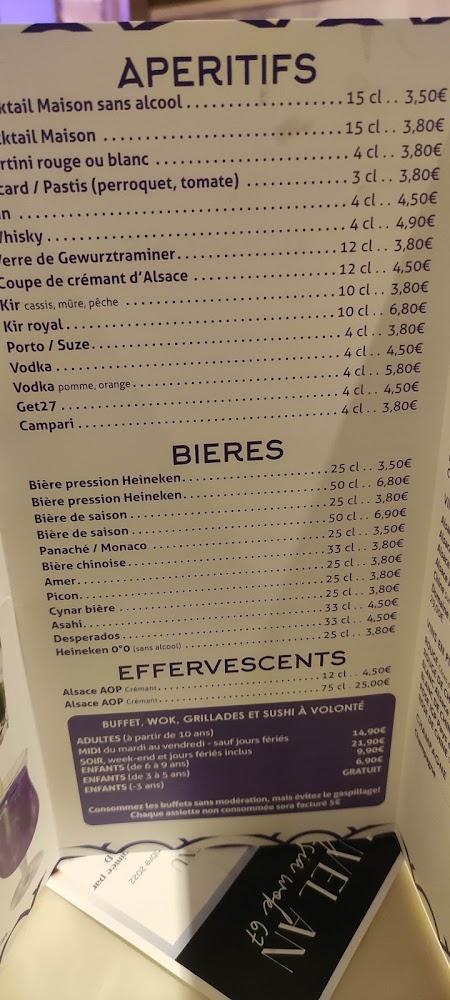 APERITIFS
ktail Maison sans alcool .................... 15 cl .. 3,50€
ktail Maison .................... 15 cl .. 3,80€
rtini rouge ou blanc .................... 4 cl .. 3,80€
card / Pastis (perroquet, tomate) .............. 3 cl .. 3,80€
n .................... 4 cl .. 4,50€
hisky .................... 4 cl .. 4,90€
erre de Gewurztraminer .................... 12 cl .. 3,80€
Coupe de crémant d'Alsace .................... 12 cl .. 4,50€
Kir cassis, mûre, pêche .................... 10 cl .. 3,80€
Kir royal .................... 10 cl .. 6,80€
Porto / Suze .................... 4 cl .. 3,80€
Vodka .................... 4 cl .. 4,50€
Vodka pomme, orange .................... 4 cl .. 5,80€
Get27 .................... 4 cl .. 4,50€
Campari .................... 4 cl .. 3,80€
BIERES
Bière pression Heineken .................... 25 cl .. 3,50€
Bière pression Heineken .................... 50 cl .. 6,80€
Bière de saison .................... 25 cl .. 3,80€
Bière de saison .................... 50 cl .. 6,90€
Panaché / Monaco .................... 25 cl .. 3,50€
Bière chinoise .................... 33 cl .. 3,80€
Amer .................... 25 cl .. 3,80€
Picon .................... 25 cl .. 3,80€
Cynar bière .................... 25 cl .. 3,80€
Asahi .................... 33 cl .. 4,50€
Desperados .................... 33 cl .. 4,50€
Heineken 0°0 (sans alcool) .................... 25 cl .. 3,80€
EFFERVESCENTS
Alsace AOP Crémant .................... 12 cl .. 4,50€
Alsace AOP Crémant .................... 75 cl . 25,00€
BUFFET, WOK, GRILLADES ET SUSHI À VOLONTÉ
ADULTES (à partir de 10 ans)
MIDI du mardi au vendredi - sauf jours fériés 14,90€
SOIR, week-end et jours fériés inclus 21,90€
ENFANTS (de 6 à 9 ans) 9,90€
ENFANTS (de 3 à 5 ans) 6,90€
ENFANTS (-3 ans) GRATUIT
Consommez les buffets sans modération, mais évitez le gaspillage!
Chaque assiette non consommée sera facturé 5€
bre 2022
imée par
ELAN
wok 67